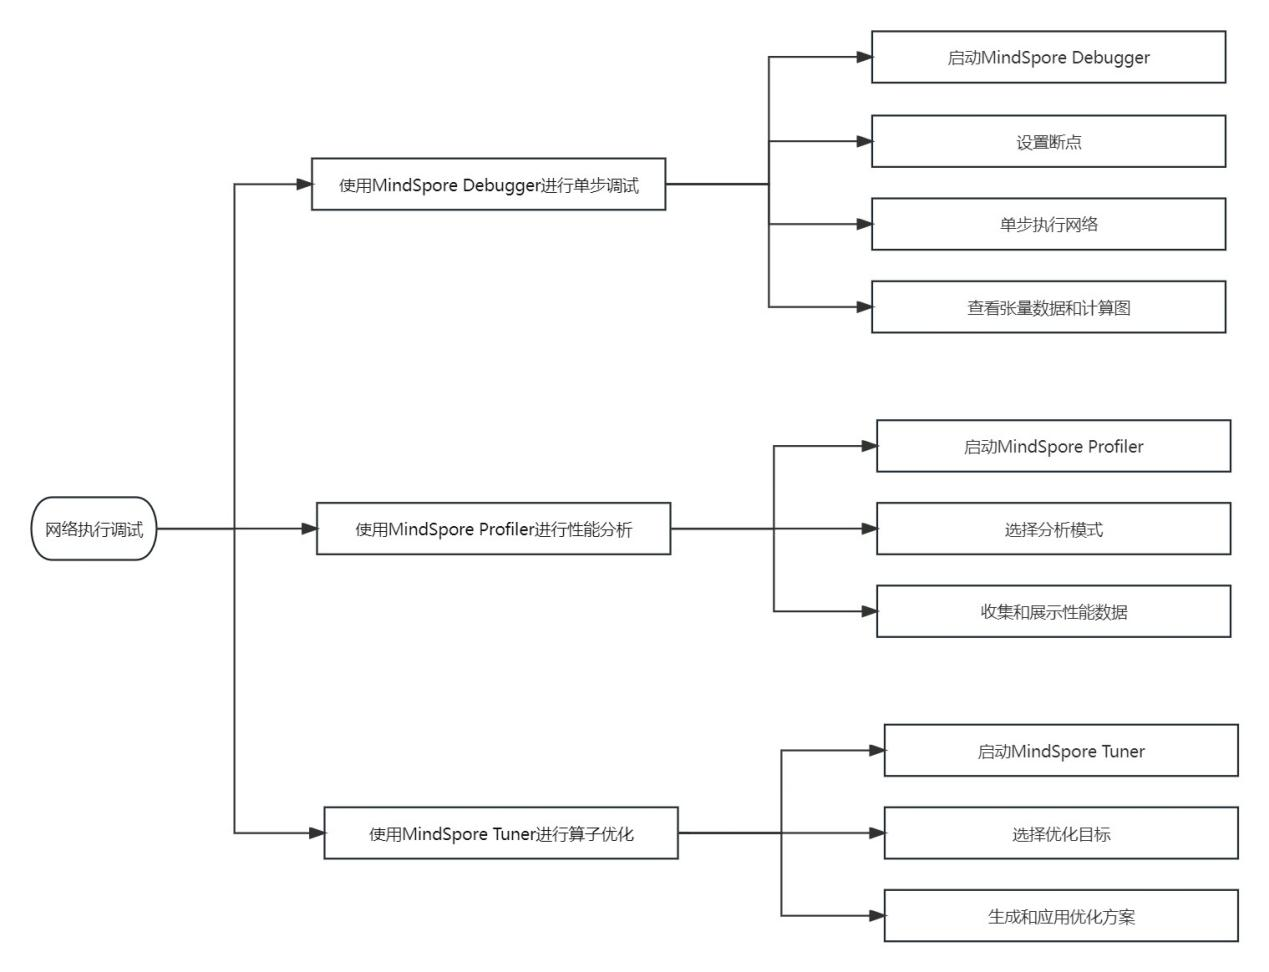 网络执行调试
使用MindSpore Debugger进行单步调试
启动MindSpore Debugger
设置断点
单步执行网络
查看张量数据和计算图
使用MindSpore Profiler进行性能分析
启动MindSpore Profiler
选择分析模式
收集和展示性能数据
使用MindSpore Tuner进行算子优化
启动MindSpore Tuner
选择优化目标
生成和应用优化方案